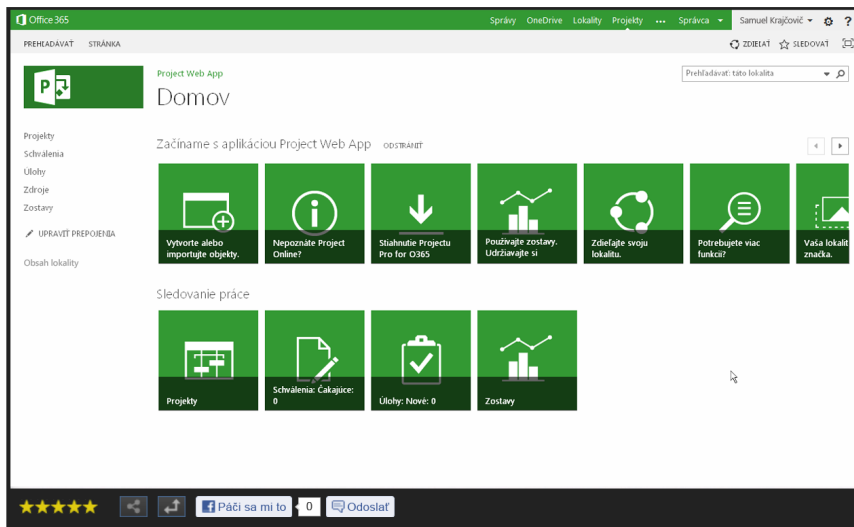 Office 365
Správy OneDrive Lokality Projekty ... Správca Samuel Krajčovič ?
PREHĽADÁVAŤ STRÁNKA
ZDIEĽAŤ SLEDOVAŤ
P
Project Web App
Domov
Prehľadávať: táto lokalita
Projekty
Schválenia
Úlohy
Zdroje
Zostavy
UPRAVIŤ PREPOJENIA
Obsah lokality
Začíname s aplikáciou Project Web App ODSTRÁNIŤ
Vytvorte alebo
importujte objekty.
Nepoznáte Project
Online?
Stiahnutie Projectu
Pro for O365
Používajte zostavy.
Udržiavajte si
Zdieľajte svoju
lokalitu.
Potrebujete viac
funkcií?
Vaša lokalit
značka.
Sledovanie práce
Projekty
Schválenia: Čakajúce:
0
Úlohy: Nové: 0
Zostavy
Páči sa mi to 0 Odoslať